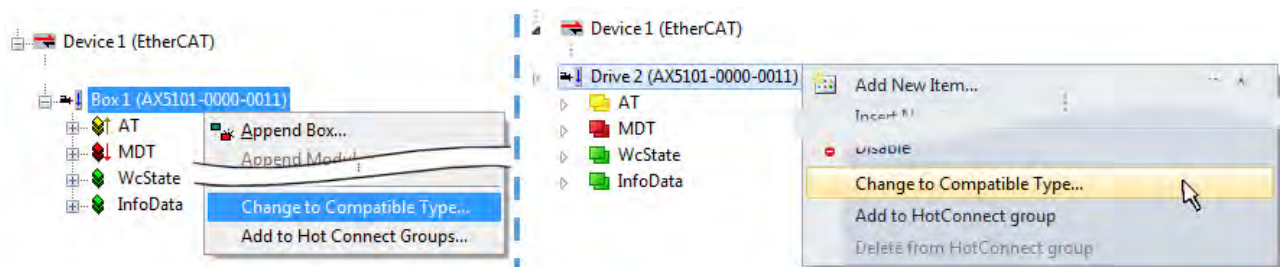 Device 1 (EtherCAT)
Box 1 (AX5101-0000-0011)
AT
MDT
WcState
InfoData
Append Box...
Append
Change to Compatible Type...
Add to Hot Connect Groups...
Device 1 (EtherCAT)
Drive 2 (AX5101-0000-0011)
AT
MDT
WcState
InfoData
Add New Item...
Insert
Disable
Change to Compatible Type...
Add to HotConnect group
Delete from HotConnect group